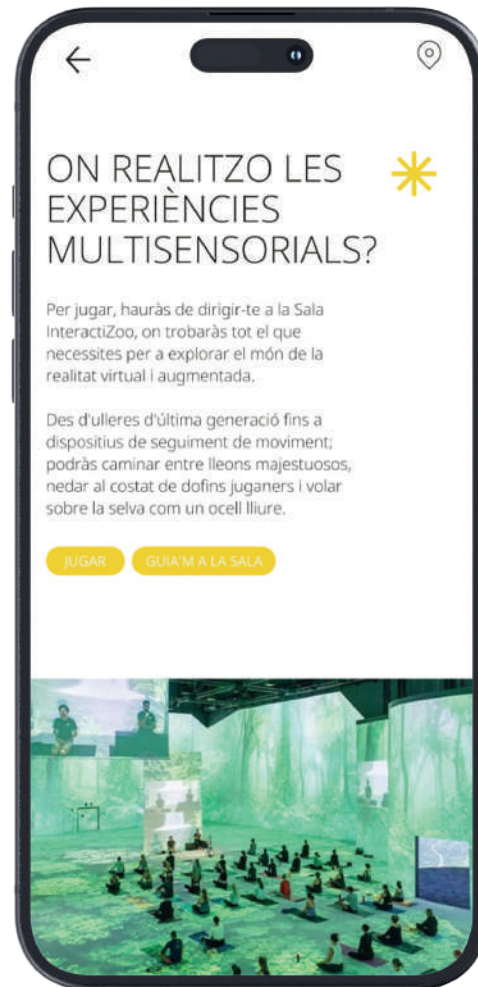 ON REALITZO LES
EXPERIÈNCIES
MULTISENSORIALS?
Per jugar, hauràs de dirigir-te a la Sala
InteractiZoo, on trobaràs tot el que
necessites per a explorar el món de la
realitat virtual i augmentada.
Des d'ulleres d'última generació fins a
dispositius de seguiment de moviment;
podràs caminar entre lleons majestuosos,
nedar al costat de dofins juganers i volar
sobre la selva com un ocell lliure.
JUGAR GUIA'M A LA SALA